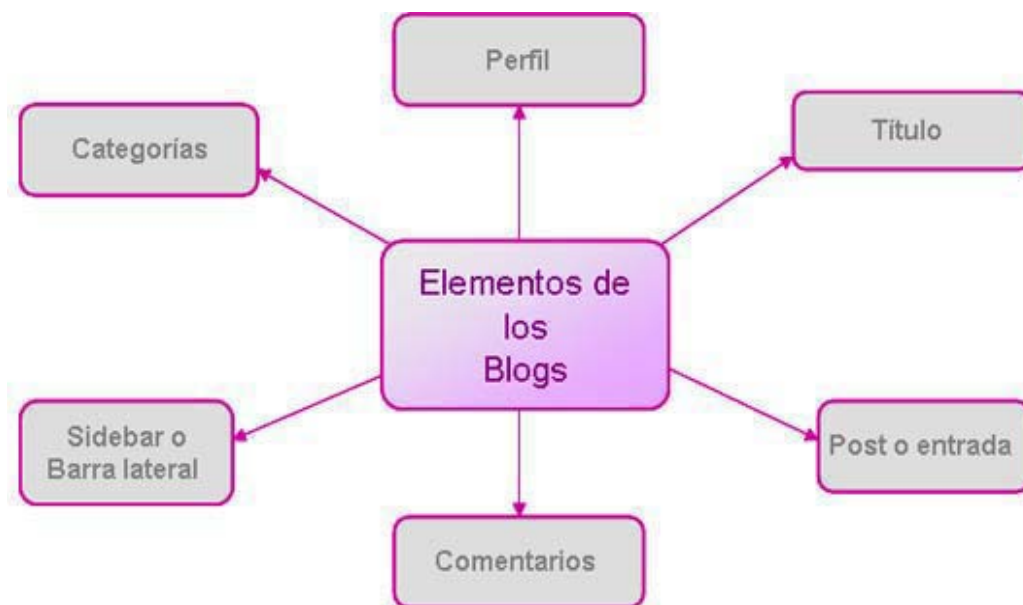 Perfil
Categorías
Título
Elementos de
los
Blogs
Sidebar o
Barra lateral
Post o entrada
Comentarios